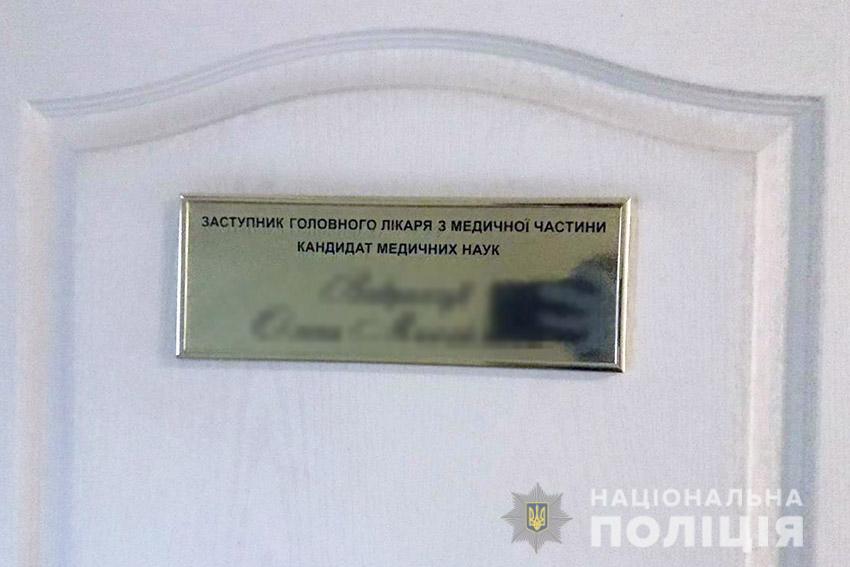 ЗАСТУПНИК ГОЛОВНОГО ЛІКАРЯ З МЕДИЧНОЇ ЧАСТИНИ
КАНДИДАТ МЕДИЧНИХ НАУК
НАЦІОНАЛЬНА
ПОЛІЦІЯ